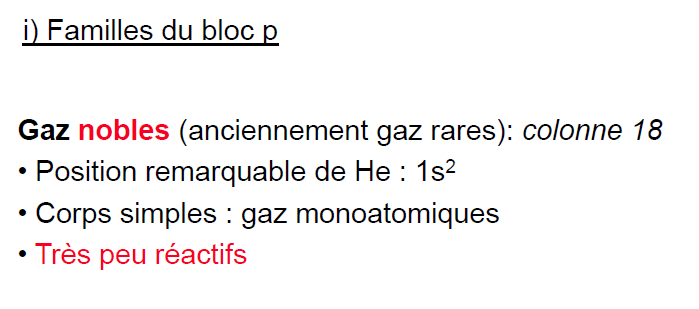 i) Familles du bloc p
Gaz nobles (anciennement gaz rares): colonne 18
• Position remarquable de He : 1s²
• Corps simples : gaz monoatomiques
• Très peu réactifs